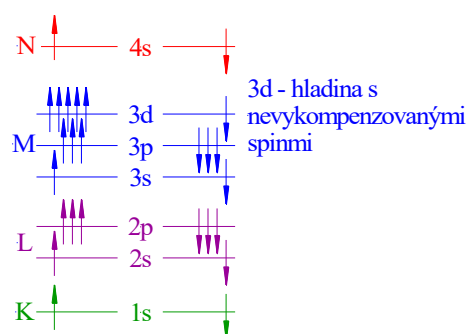 N 4s
3d
M 3p
3s
2p
L 2s
K 1s
3d - hladina s
nevykompenzovanými
spinmi